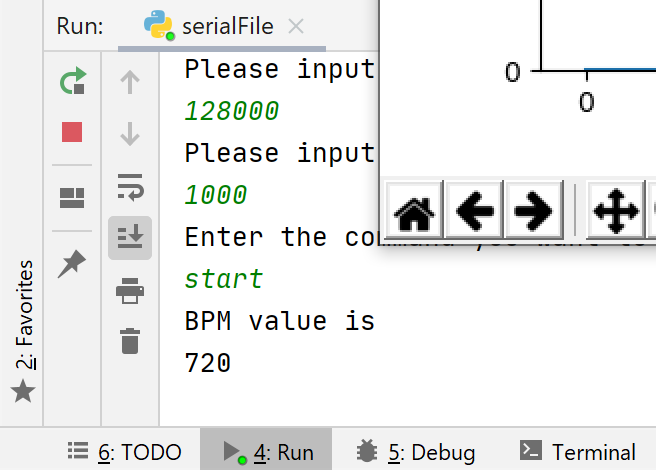 Run:
serialFile
Please input
128000
Please input
1000
Enter the
start
BPM value is
720
0
0
2: Favorites
6: TODO
4: Run
5: Debug
Terminal